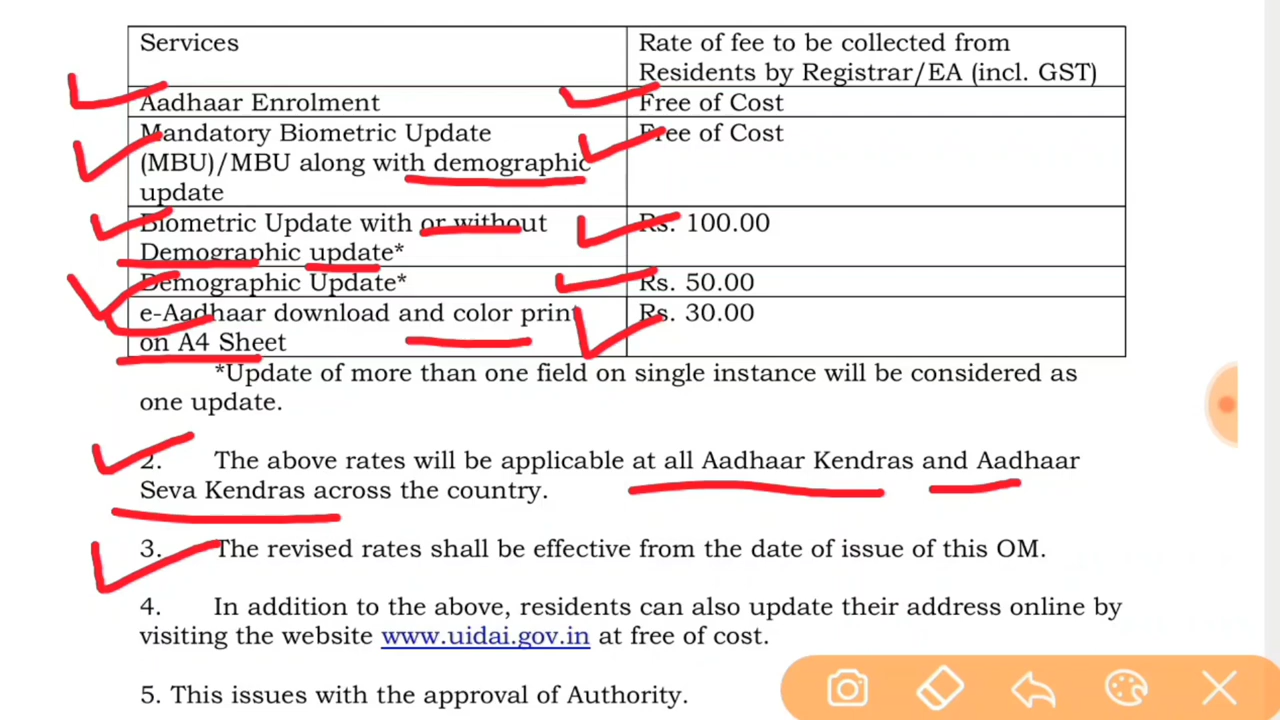 Services
Rate of fee to be collected from
Residents by Registrar/EA (incl. GST)
Aadhaar Enrolment
Free of Cost
Mandatory Biometric Update
(MBU)/MBU along with demographic
update
Free of Cost
Biometric Update with or without
Demographic update*
Rs. 100.00
Demographic Update*
Rs. 50.00
e-Aadhaar download and color print
on A4 Sheet
Rs. 30.00
*Update of more than one field on single instance will be considered as
one update.
2. The above rates will be applicable at all Aadhaar Kendras and Aadhaar
Seva Kendras across the country.
3. The revised rates shall be effective from the date of issue of this OM.
4. In addition to the above, residents can also update their address online by
visiting the website www.uidai.gov.in at free of cost.
5. This issues with the approval of Authority.